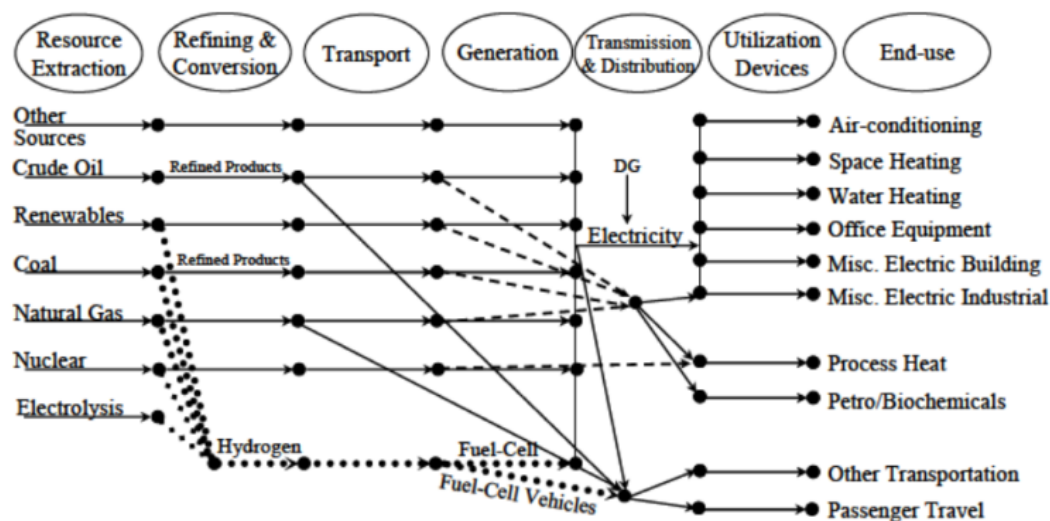 Resource
Extraction
Refining &
Conversion
Transport
Generation
Transmission
& Distribution
Utilization
Devices
End-use
Other
Sources
Air-conditioning
Crude Oil
Refined Products
DG
Space Heating
Water Heating
Renewables
Electricity
Office Equipment
Coal
Refined Products
Misc. Electric Building
Misc. Electric Industrial
Natural Gas
Nuclear
Process Heat
Electrolysis
Petro/Biochemicals
Hydrogen
Fuel-Cell
Fuel-Cell Vehicles
Other Transportation
Passenger Travel